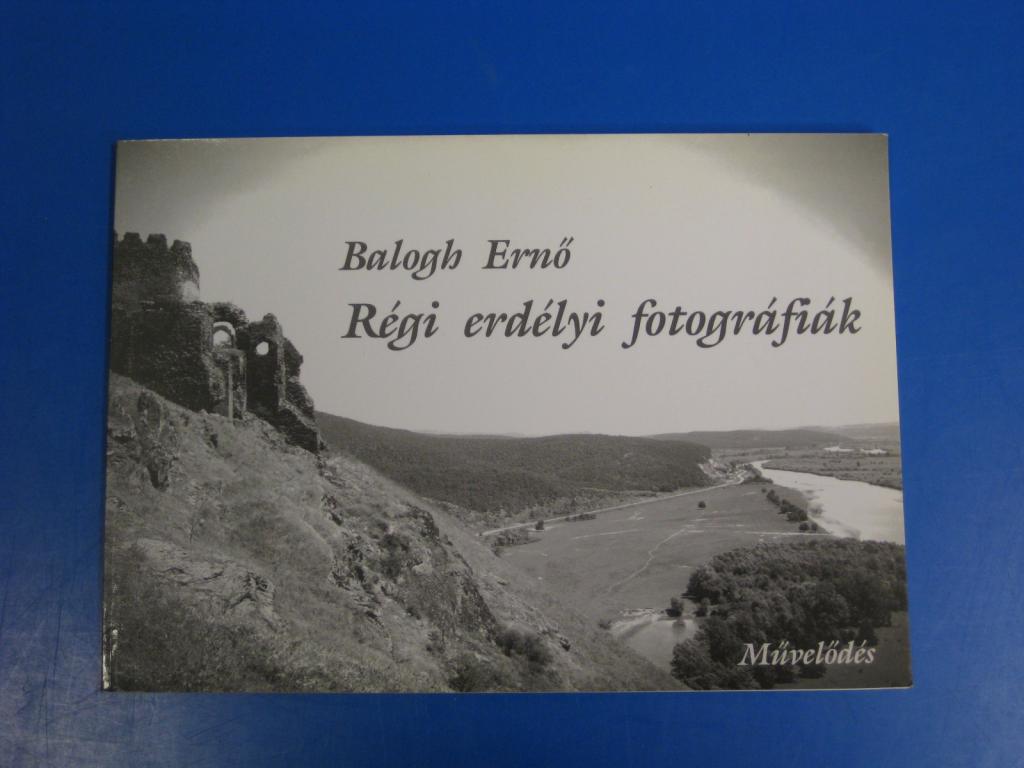 Balogh Ernő
Régi erdélyi fotográfiák
Művelődés